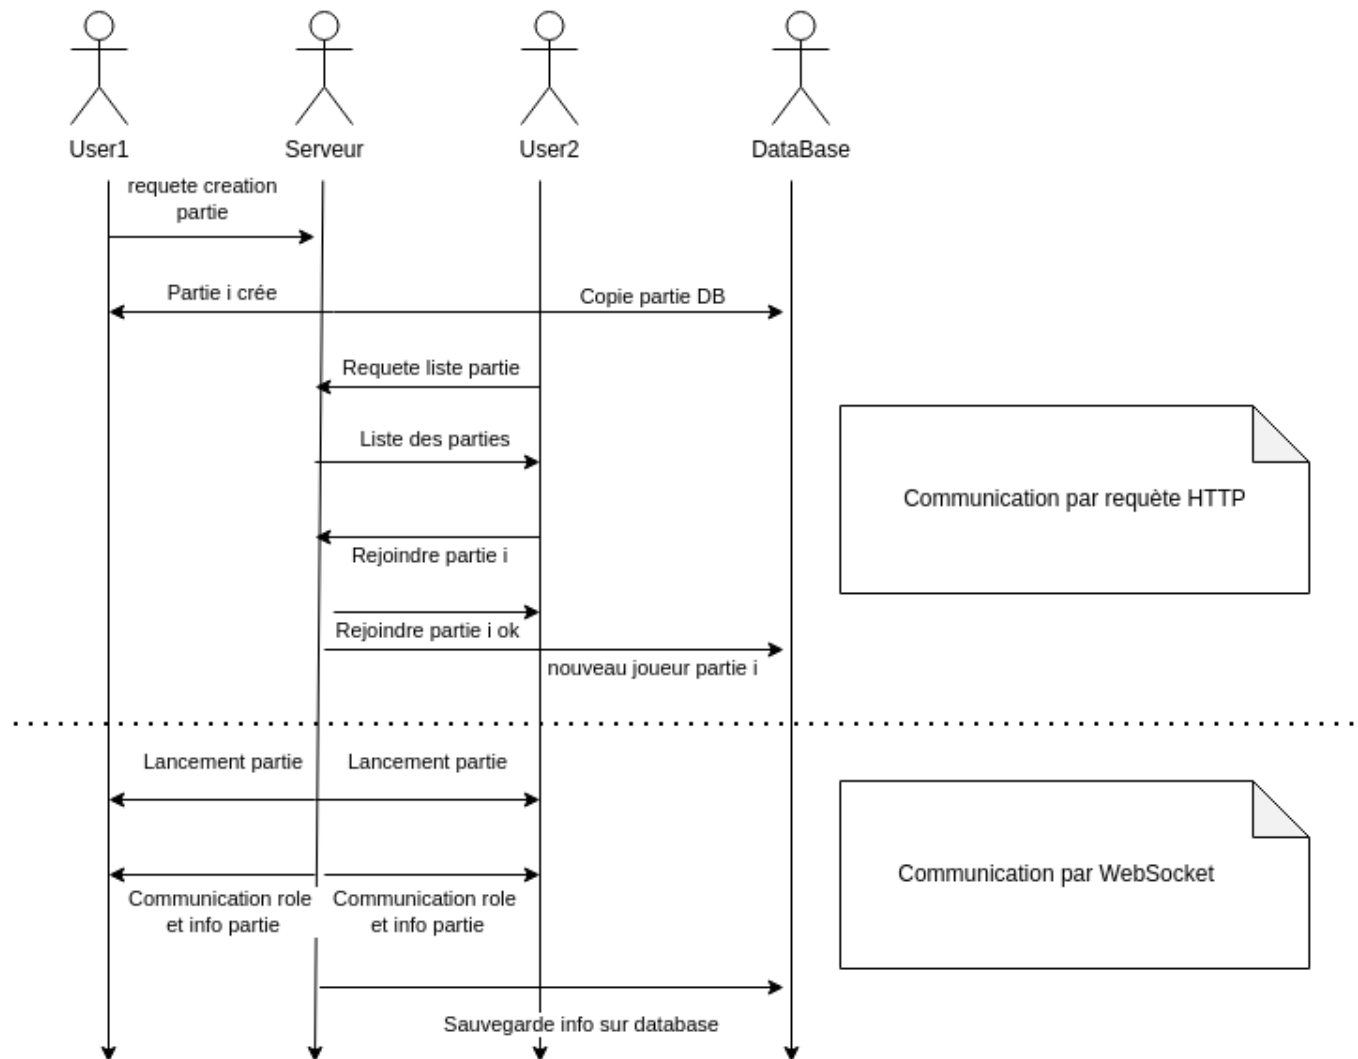 User1
Serveur
User2
DataBase
requete creation
partie
Partie i crée
Copie partie DB
Requete liste partie
Liste des parties
Communication par requète HTTP
Rejoindre partie i
Rejoindre partie i ok
nouveau joueur partie i
Lancement partie
Lancement partie
Communication par WebSocket
Communication role
et info partie
Communication role
et info partie
Sauvegarde info sur database